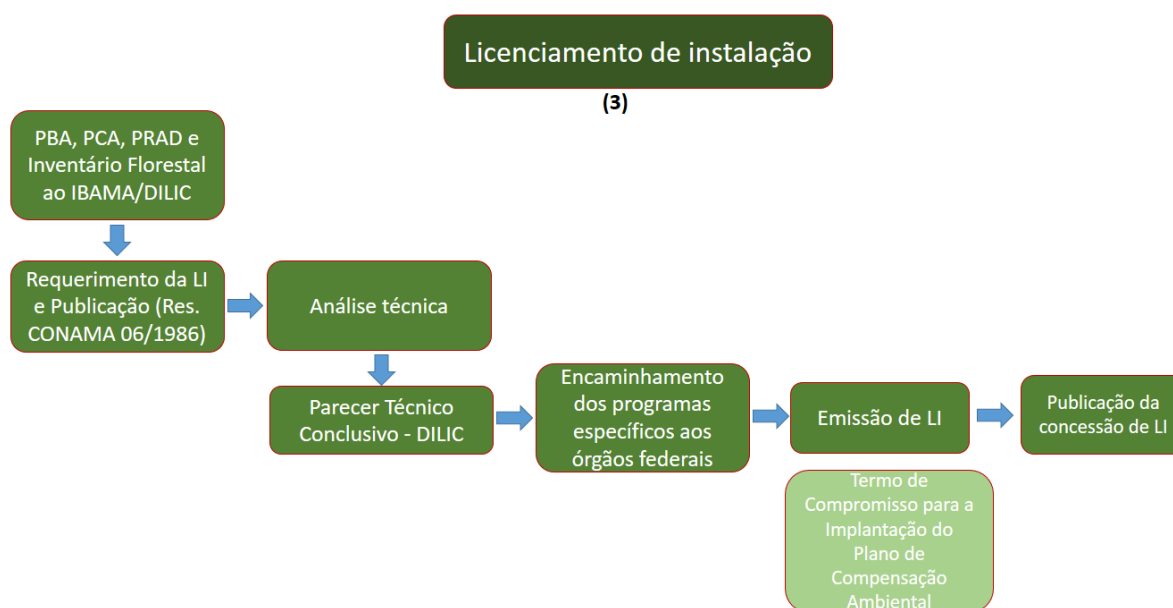 Licenciamento de instalação
(3)
PBA, PCA, PRAD e
Inventário Florestal
ao IBAMA/DILIC
Requerimento da LI
e Publicação (Res.
CONAMA 06/1986)
Análise técnica
Parecer Técnico
Conclusivo - DILIC
Encaminhamento
dos programas
específicos aos
órgãos federais
Emissão de LI
Publicação da
concessão de LI
Termo de
Compromisso para a
Implantação do
Plano de
Compensação
Ambiental